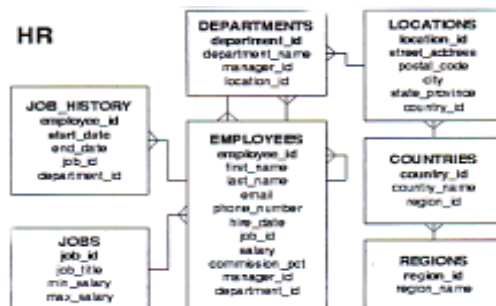 HR
DEPARTMENTS
department_id
department_name
manager_id
location_id
LOCATIONS
location_id
street_address
postal_code
city
state_province
country_id
JOB_HISTORY
employee_id
start_date
end_date
job_id
department_id
EMPLOYEES
employee_id
first_name
last_name
email
phone_number
hire_date
job_id
salary
commission_pct
manager_id
department_id
COUNTRIES
country_id
country_name
region_id
JOBS
job_id
job_title
min_salary
max_salary
REGIONS
region_id
region_name